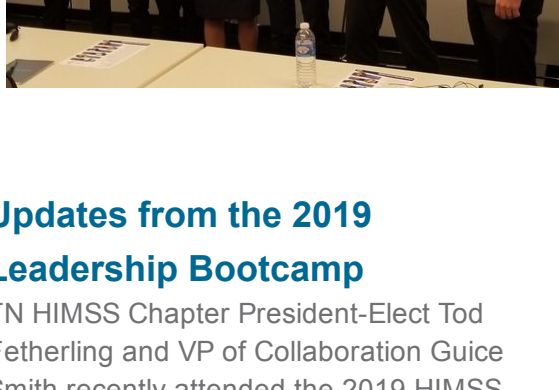 Updates from the 2019
Leadership Bootcamp
TN HIMSS Chapter President-Elect Tod
Fetherling and VP of Collaboration Guice
Smith recently attended the 2019 HIMSS